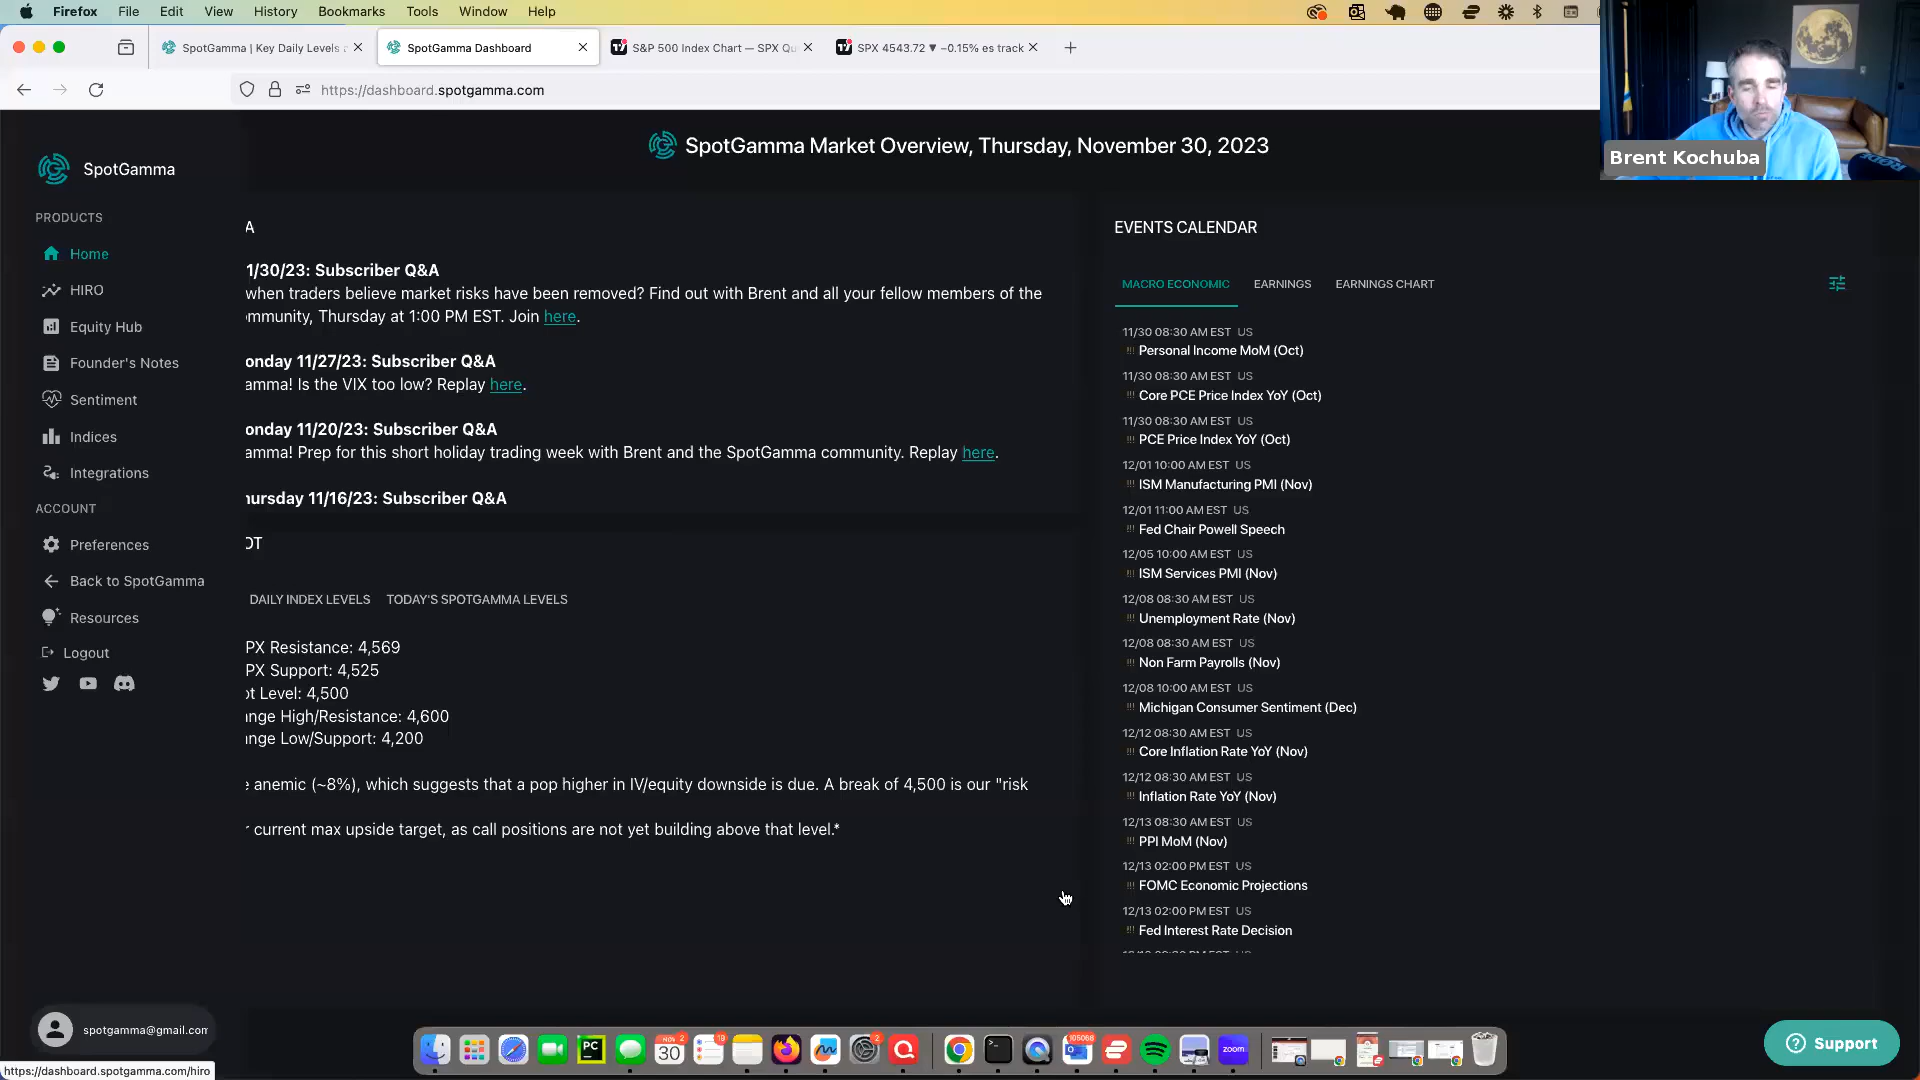 Firefox File Edit View History Bookmarks Tools Window Help
SpotGamma | Key Daily Levels
SpotGamma Dashboard
S&P 500 Index Chart — SPX Qu
SPX 4543.72 ▼ −0.15% es track
https://dashboard.spotgamma.com
Brent Kochuba
SpotGamma Market Overview, Thursday, November 30, 2023
SpotGamma
PRODUCTS
Home
HIRO
Equity Hub
Founder's Notes
Sentiment
Indices
Integrations
ACCOUNT
Preferences
Back to SpotGamma
Resources
Logout
spotgamma@gmail.com
https://dashboard.spotgamma.com/hiro
A
1/30/23: Subscriber Q&A
when traders believe market risks have been removed? Find out with Brent and all your fellow members of the
mmunity, Thursday at 1:00 PM EST. Join here.
onday 11/27/23: Subscriber Q&A
amma! Is the VIX too low? Replay here.
onday 11/20/23: Subscriber Q&A
amma! Prep for this short holiday trading week with Brent and the SpotGamma community. Replay here.
hursday 11/16/23: Subscriber Q&A
OT
DAILY INDEX LEVELS TODAY'S SPOTGAMMA LEVELS
PX Resistance: 4,569
PX Support: 4,525
ot Level: 4,500
ange High/Resistance: 4,600
ange Low/Support: 4,200
e anemic (~8%), which suggests that a pop higher in IV/equity downside is due. A break of 4,500 is our "risk
r current max upside target, as call positions are not yet building above that level.*
EVENTS CALENDAR
MACRO ECONOMIC EARNINGS EARNINGS CHART
11/30 08:30 AM EST US
!!! Personal Income MoM (Oct)
11/30 08:30 AM EST US
!!! Core PCE Price Index YoY (Oct)
11/30 08:30 AM EST US
!!! PCE Price Index YoY (Oct)
12/01 10:00 AM EST US
!!! ISM Manufacturing PMI (Nov)
12/01 11:00 AM EST US
!!! Fed Chair Powell Speech
12/05 10:00 AM EST US
!!! ISM Services PMI (Nov)
12/08 08:30 AM EST US
!!! Unemployment Rate (Nov)
12/08 08:30 AM EST US
!!! Non Farm Payrolls (Nov)
12/08 10:00 AM EST US
!!! Michigan Consumer Sentiment (Dec)
12/12 08:30 AM EST US
!!! Core Inflation Rate YoY (Nov)
12/12 08:30 AM EST US
!!! Inflation Rate YoY (Nov)
12/13 08:30 AM EST US
!!! PPI MoM (Nov)
12/13 02:00 PM EST US
!!! FOMC Economic Projections
12/13 02:00 PM EST US
!!! Fed Interest Rate Decision
PC
NOV
30
2
19
2
105068
zoom
Support